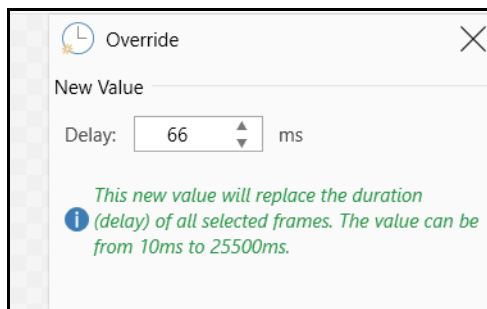 Override
New Value
Delay: 66 ms
This new value will replace the duration
(delay) of all selected frames. The value can be
from 10ms to 25500ms.